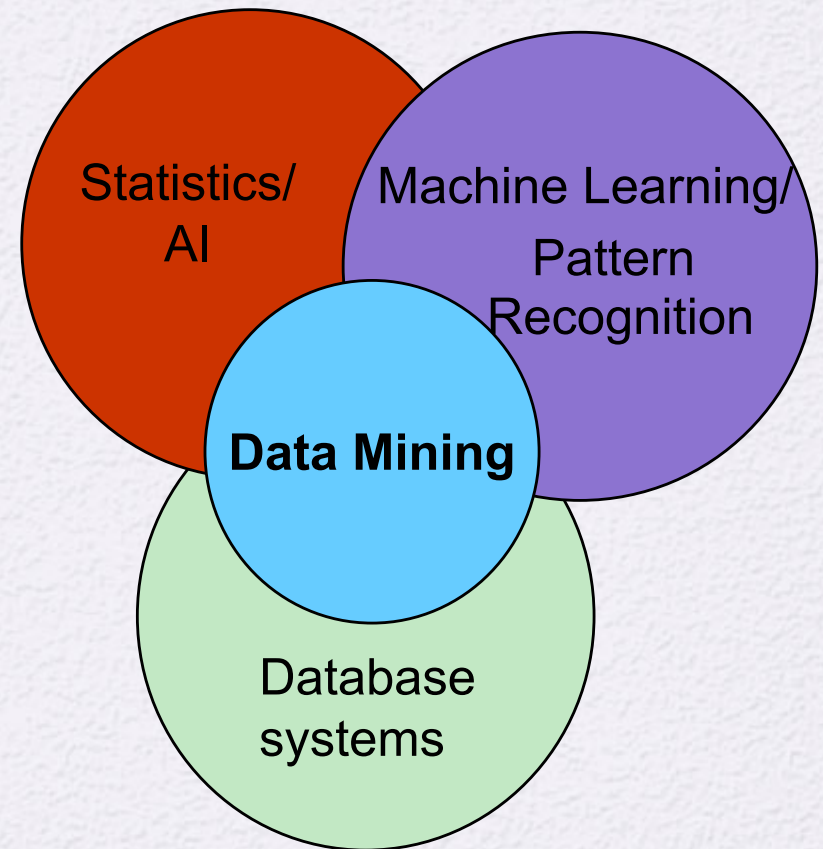 Statistics/
AI
Machine Learning/
Pattern
Recognition
Data Mining
Database
systems